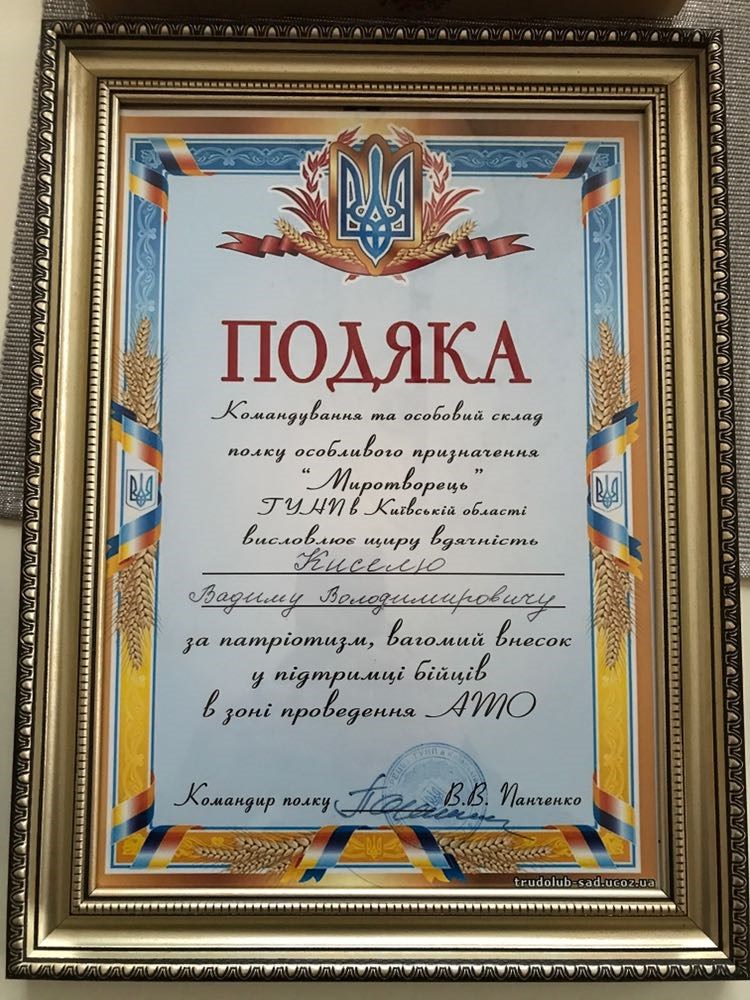 ПОДЯКА
Командування та особовий склад
полку особливого призначення
“Миротворець”
ГУНП в Київській області
висловлює щиру вдячність
Киселю
Вадиму Володимировичу
за патріотизм, вагомий внесок
у підтримці бійців
в зоні проведення АТО
Командир полку В.В. Панченко
trudolub-sad.ucoz.ua